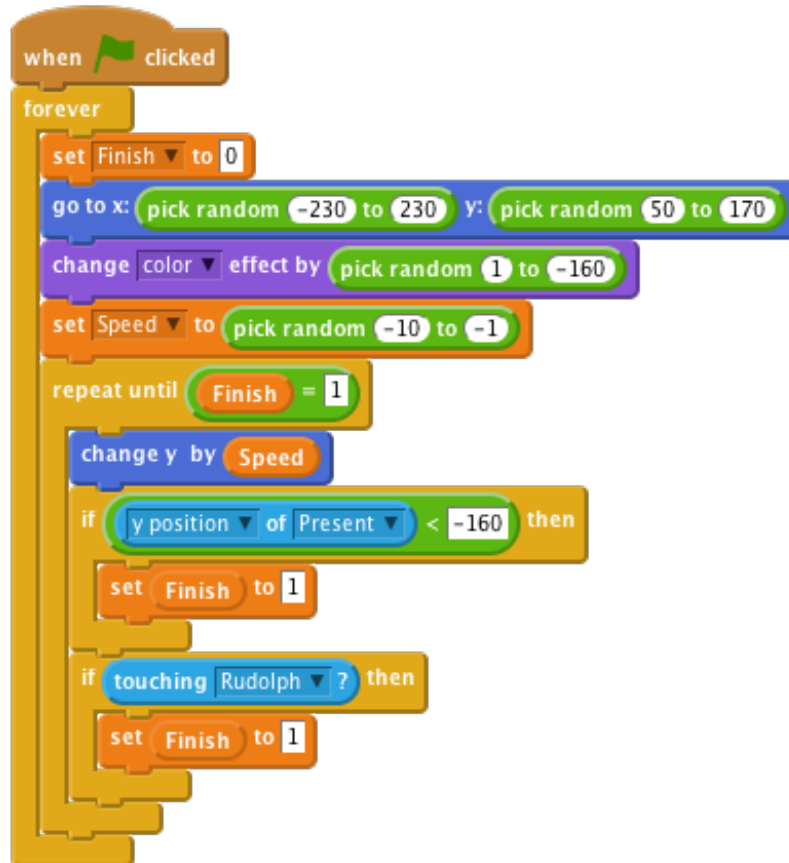 when clicked
forever
set Finish to 0
go to x: pick random -230 to 230 y: pick random 50 to 170
change color effect by pick random 1 to -160
set Speed to pick random -10 to -1
repeat until Finish = 1
change y by Speed
if y position of Present < -160 then
set Finish to 1
if touching Rudolph ? then
set Finish to 1